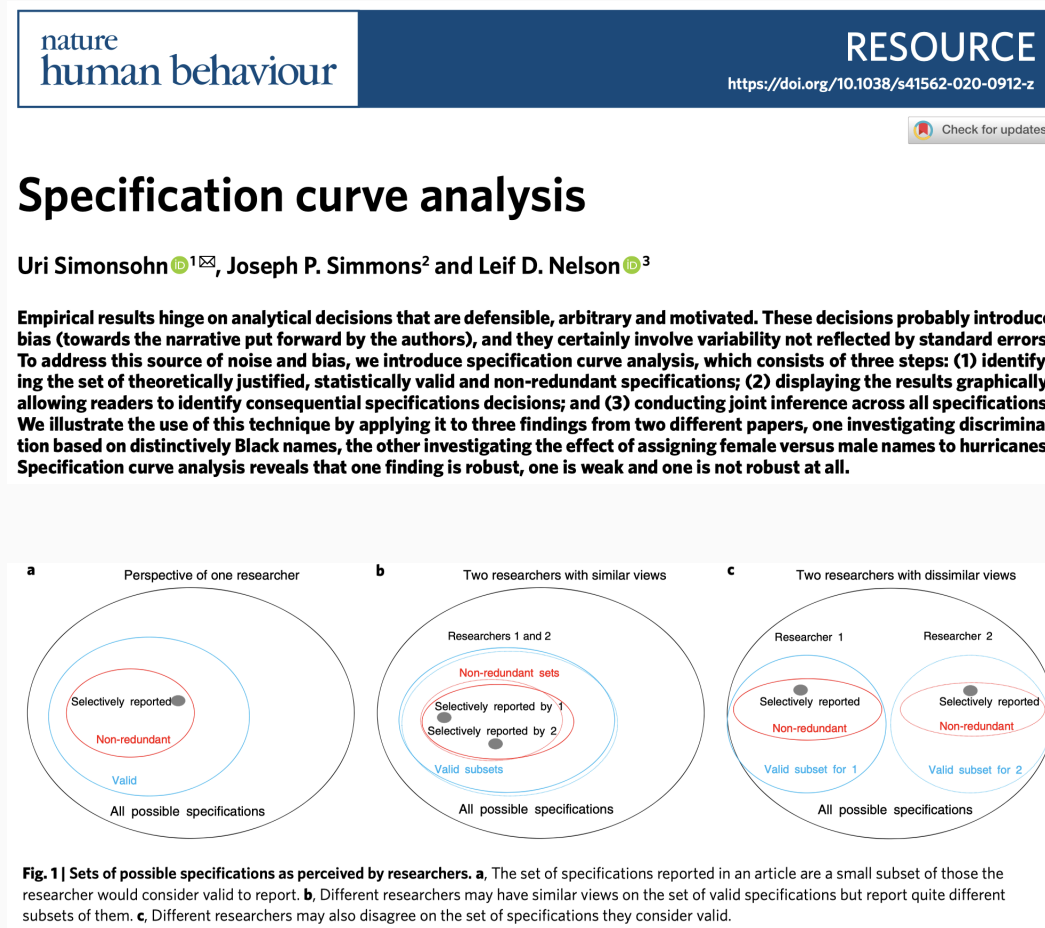 nature
human behaviour
RESOURCE
https://doi.org/10.1038/s41562-020-0912-z
Check for updates
Specification curve analysis
Uri Simonsohn iD 1✉, Joseph P. Simmons2 and Leif D. Nelson iD 3
Empirical results hinge on analytical decisions that are defensible, arbitrary and motivated. These decisions probably introduce
bias (towards the narrative put forward by the authors), and they certainly involve variability not reflected by standard errors
To address this source of noise and bias, we introduce specification curve analysis, which consists of three steps: (1) identify
ing the set of theoretically justified, statistically valid and non-redundant specifications; (2) displaying the results graphically
allowing readers to identify consequential specifications decisions; and (3) conducting joint inference across all specifications
We illustrate the use of this technique by applying it to three findings from two different papers, one investigating discrimina
tion based on distinctively Black names, the other investigating the effect of assigning female versus male names to hurricanes
Specification curve analysis reveals that one finding is robust, one is weak and one is not robust at all.
a
Perspective of one researcher
Selectively reported
Non-redundant
Valid
All possible specifications
b
Two researchers with similar views
Researchers 1 and 2
Non-redundant sets
Selectively reported by 1
Selectively reported by 2
Valid subsets
All possible specifications
c
Two researchers with dissimilar views
Researcher 1
Researcher 2
Selectively reported
Selectively reported
Non-redundant
Non-redundant
Valid subset for 1
Valid subset for 2
All possible specifications
Fig. 1 | Sets of possible specifications as perceived by researchers. a, The set of specifications reported in an article are a small subset of those the
researcher would consider valid to report. b, Different researchers may have similar views on the set of valid specifications but report quite different
subsets of them. c, Different researchers may also disagree on the set of specifications they consider valid.